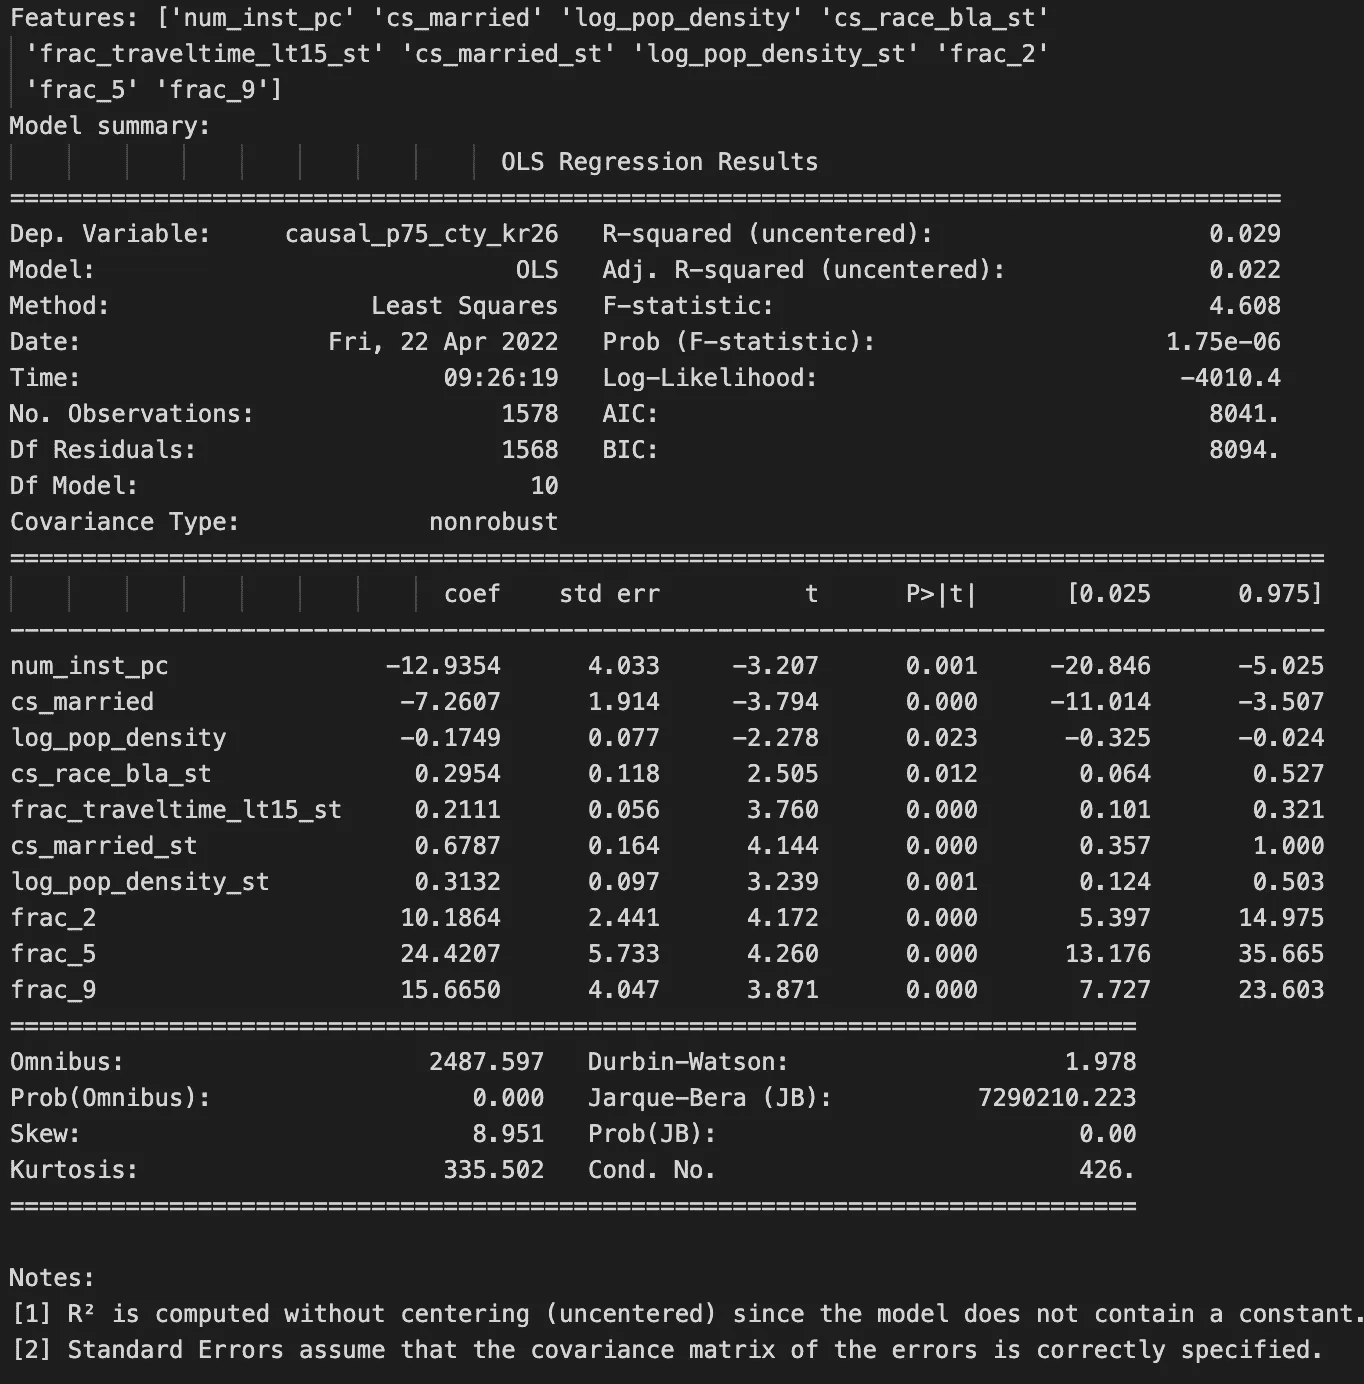 Features: ['num_inst_pc' 'cs_married' 'log_pop_density' 'cs_race_bla_st'
 'frac_traveltime_lt15_st' 'cs_married_st' 'log_pop_density_st' 'frac_2'
 'frac_5' 'frac_9']
Model summary:
OLS Regression Results
========================================================================================
Dep. Variable: causal_p75_cty_kr26 R-squared (uncentered): 0.029
Model: OLS Adj. R-squared (uncentered): 0.022
Method: Least Squares F-statistic: 4.608
Date: Fri, 22 Apr 2022 Prob (F-statistic): 1.75e-06
Time: 09:26:19 Log-Likelihood: -4010.4
No. Observations: 1578 AIC: 8041.
Df Residuals: 1568 BIC: 8094.
Df Model: 10
Covariance Type: nonrobust
===========================================================================================
coef std err t P>|t| [0.025 0.975]
-------------------------------------------------------------------------------------------
num_inst_pc -12.9354 4.033 -3.207 0.001 -20.846 -5.025
cs_married -7.2607 1.914 -3.794 0.000 -11.014 -3.507
log_pop_density -0.1749 0.077 -2.278 0.023 -0.325 -0.024
cs_race_bla_st 0.2954 0.118 2.505 0.012 0.064 0.527
frac_traveltime_lt15_st 0.2111 0.056 3.760 0.000 0.101 0.321
cs_married_st 0.6787 0.164 4.144 0.000 0.357 1.000
log_pop_density_st 0.3132 0.097 3.239 0.001 0.124 0.503
frac_2 10.1864 2.441 4.172 0.000 5.397 14.975
frac_5 24.4207 5.733 4.260 0.000 13.176 35.665
frac_9 15.6650 4.047 3.871 0.000 7.727 23.603
==============================================================================
Omnibus: 2487.597 Durbin-Watson: 1.978
Prob(Omnibus): 0.000 Jarque-Bera (JB): 7290210.223
Skew: 8.951 Prob(JB): 0.00
Kurtosis: 335.502 Cond. No. 426.
==============================================================================
Notes:
[1] R² is computed without centering (uncentered) since the model does not contain a constant.
[2] Standard Errors assume that the covariance matrix of the errors is correctly specified.